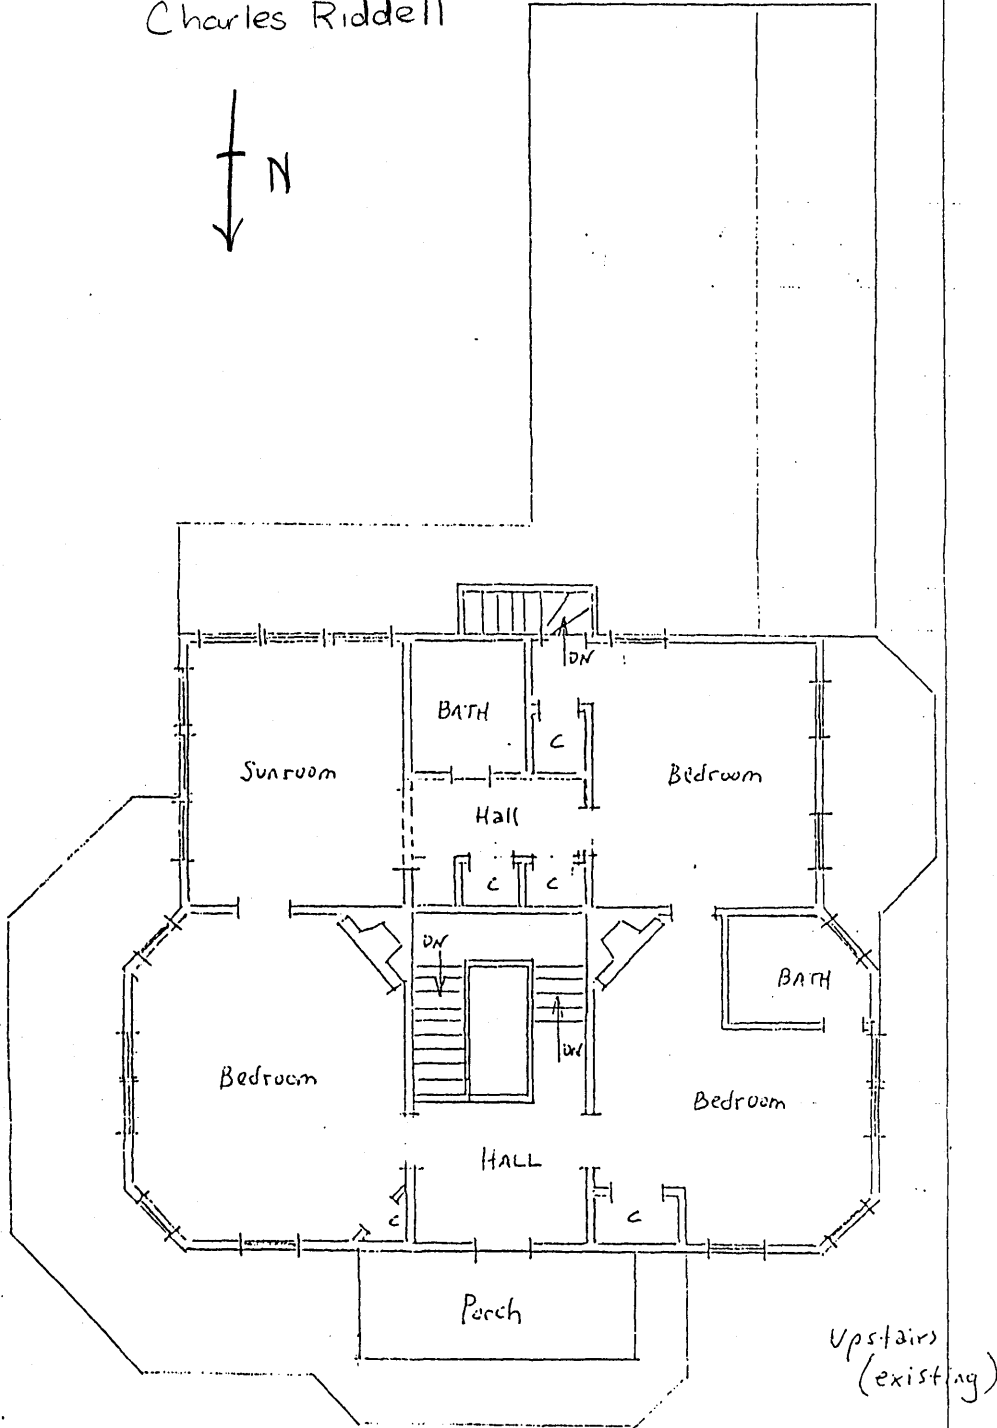 Charles Riddell
N
DN
BATH
C
Sunroom
Bedroom
Hall
C
C
DN
BATH
DN
Bedroom
Bedroom
HALL
C
C
Porch
Upstairs
(existing)